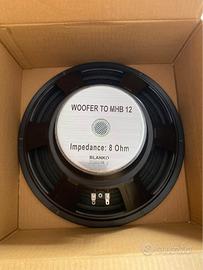 WOOFER TO MHB 12
Impedance: 8 Ohm
BLANKO